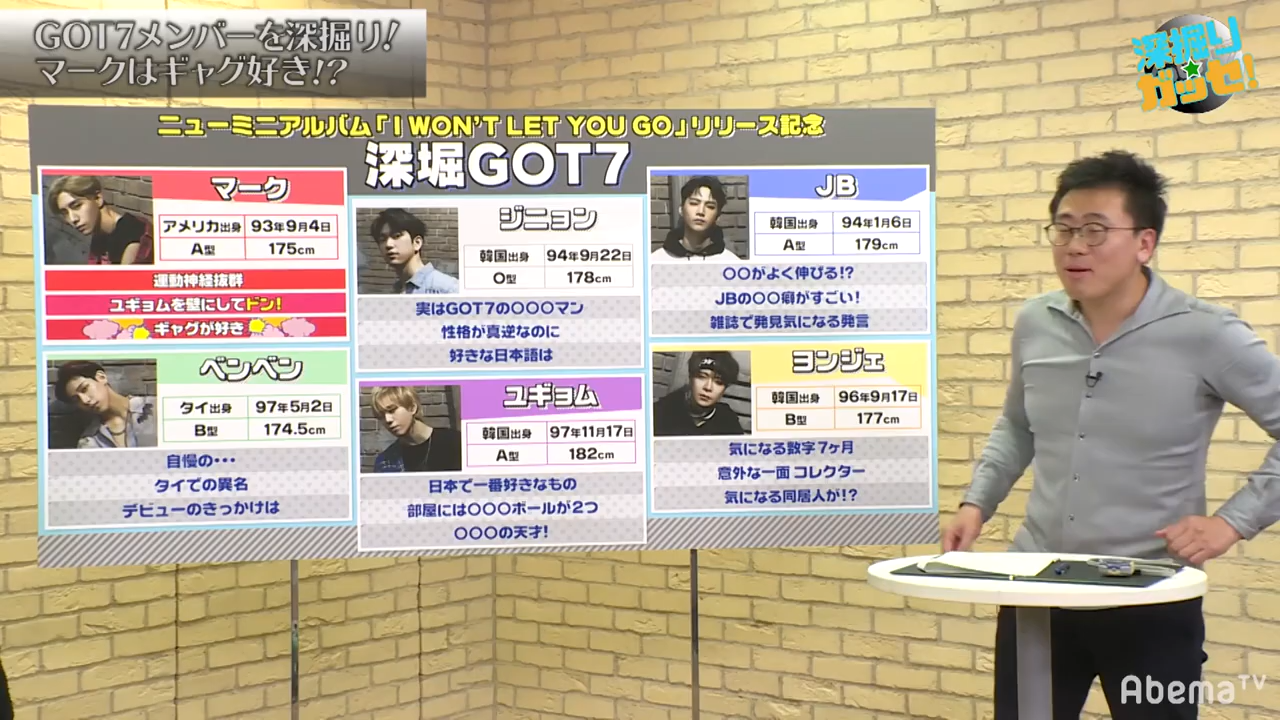 GOT7メンバーを深掘り!
マークはギャグ好き!?
深掘り
ガッセ!
ニューミニアルバム「I WON'T LET YOU GO」リリース記念
深堀GOT7
マーク
アメリカ出身 93年9月4日
A型 175cm
運動神経抜群
ユギョムを壁にしてドン!
ギャグが好き
ベンベン
タイ出身 97年5月2日
B型 174.5cm
自慢の・・・
タイでの異名
デビューのきっかけは
ジニョン
韓国出身 94年9月22日
O型 178cm
実はGOT7の〇〇〇マン
性格が真逆なのに
好きな日本語は
ユギョム
韓国出身 97年11月17日
A型 182cm
日本で一番好きなもの
部屋には〇〇〇ボールが2つ
〇〇〇の天才!
JB
韓国出身 94年1月6日
A型 179cm
〇〇がよく伸びる!?
JBの〇〇癖がすごい!
雑誌で発見気になる発言
ヨンジェ
韓国出身 96年9月17日
B型 177cm
気になる数字 7ヶ月
意外な一面 コレクター
気になる同居人が!?
AbemaTV